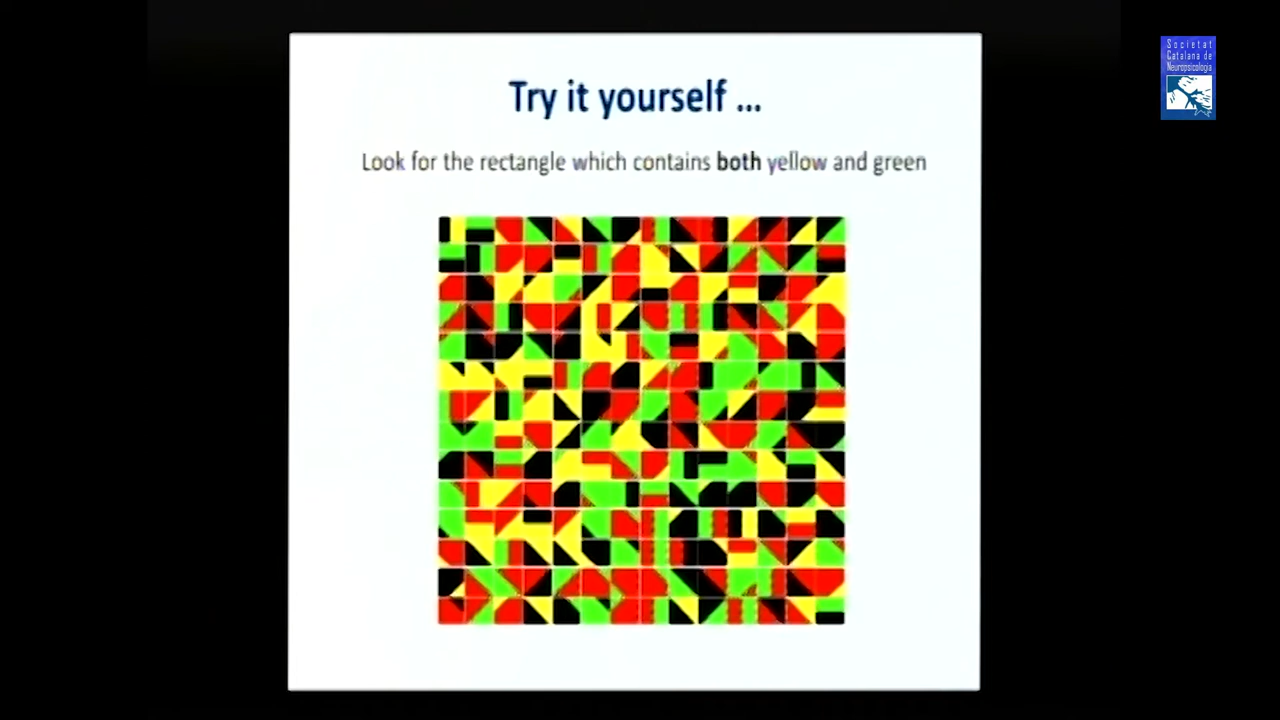 Societat
Catalana de
Neuropsicologia
Try it yourself ...
Look for the rectangle which contains both yellow and green